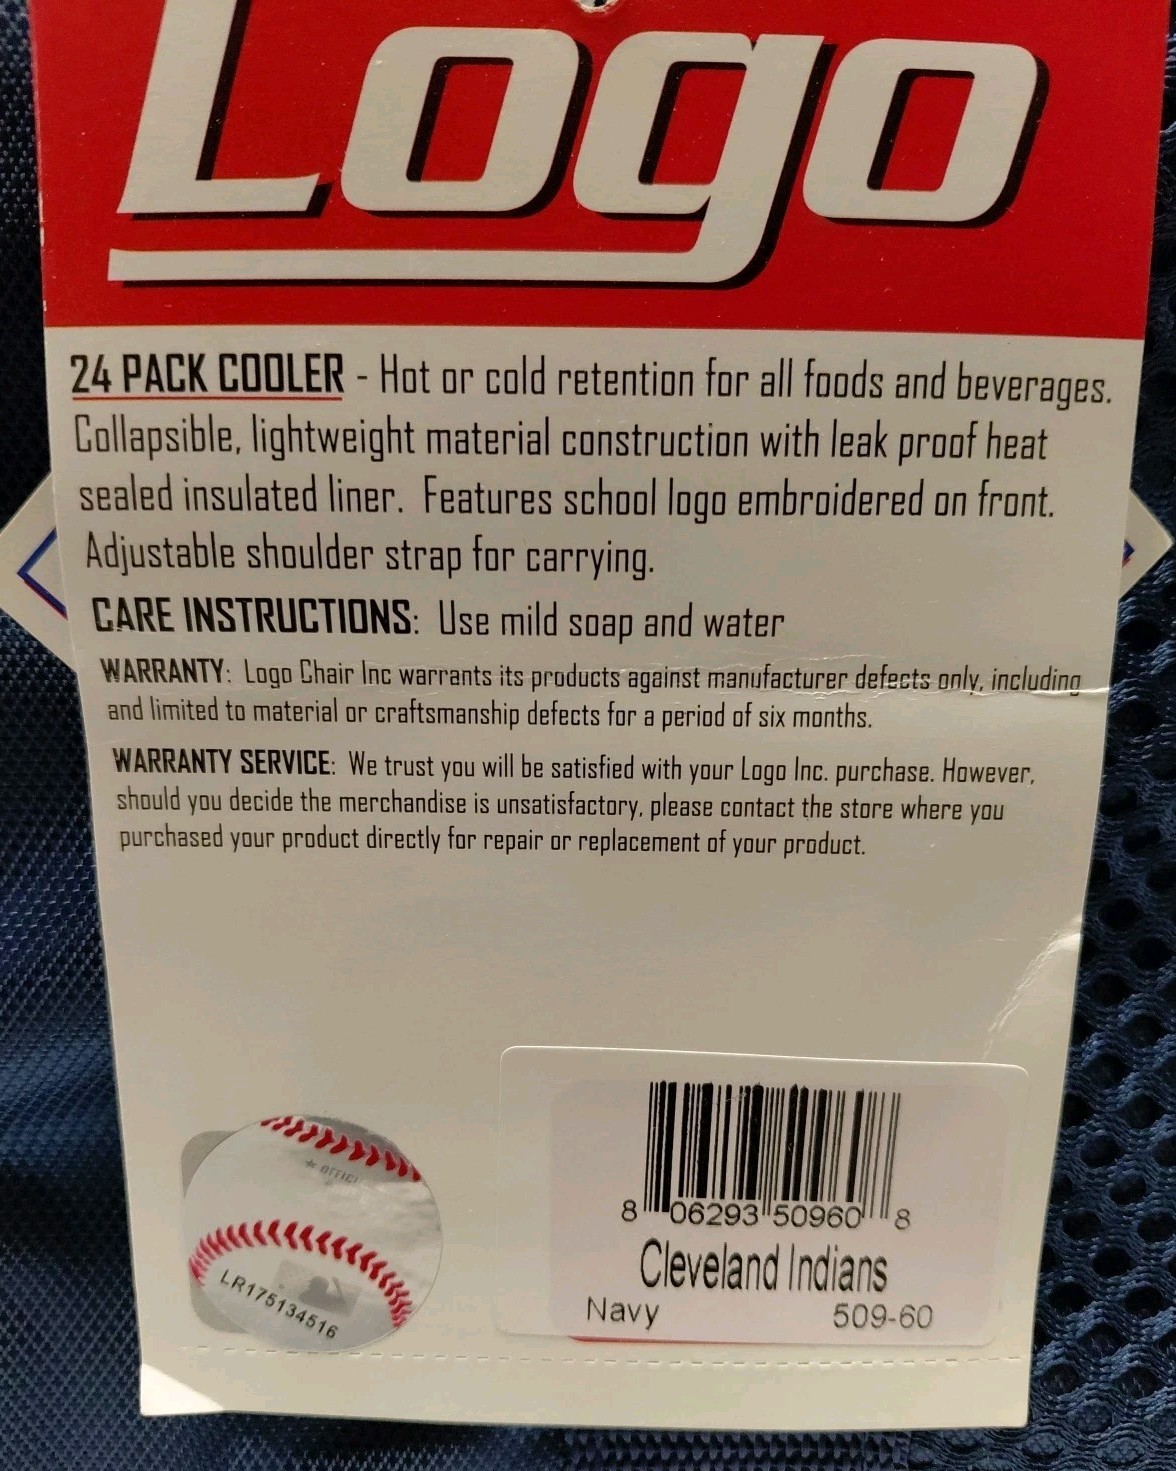 Logo
24 PACK COOLER - Hot or cold retention for all foods and beverages.
Collapsible, lightweight material construction with leak proof heat
sealed insulated liner. Features school logo embroidered on front.
Adjustable shoulder strap for carrying.
CARE INSTRUCTIONS: Use mild soap and water
WARRANTY: Logo Chair Inc warrants its products against manufacturer defects only, including
and limited to material or craftsmanship defects for a period of six months.
WARRANTY SERVICE: We trust you will be satisfied with your Logo Inc. purchase. However,
should you decide the merchandise is unsatisfactory, please contact the store where you
purchased your product directly for repair or replacement of your product.
LR175134516
8 06293 50960 8
Cleveland Indians
Navy 509-60